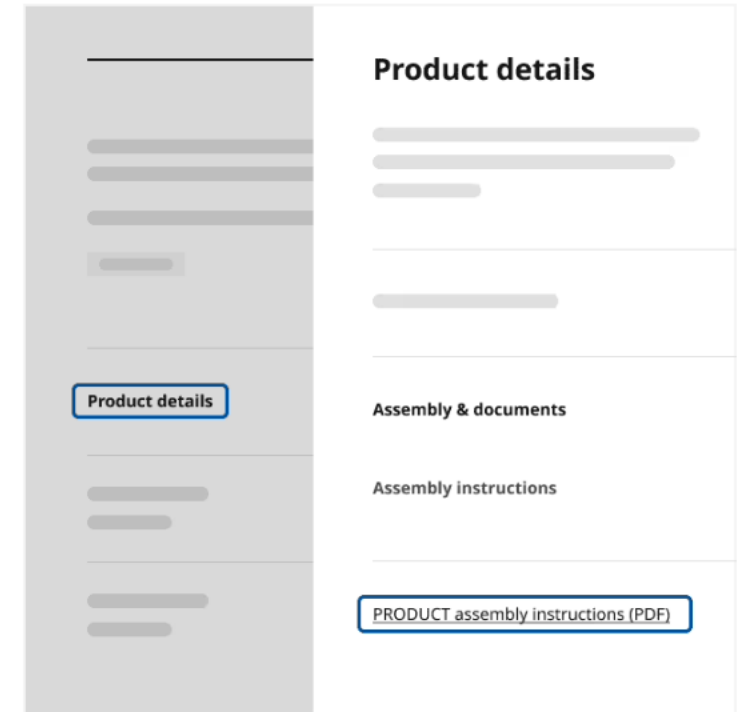 Product details
Product details
Assembly & documents
Assembly instructions
PRODUCT assembly instructions (PDF)